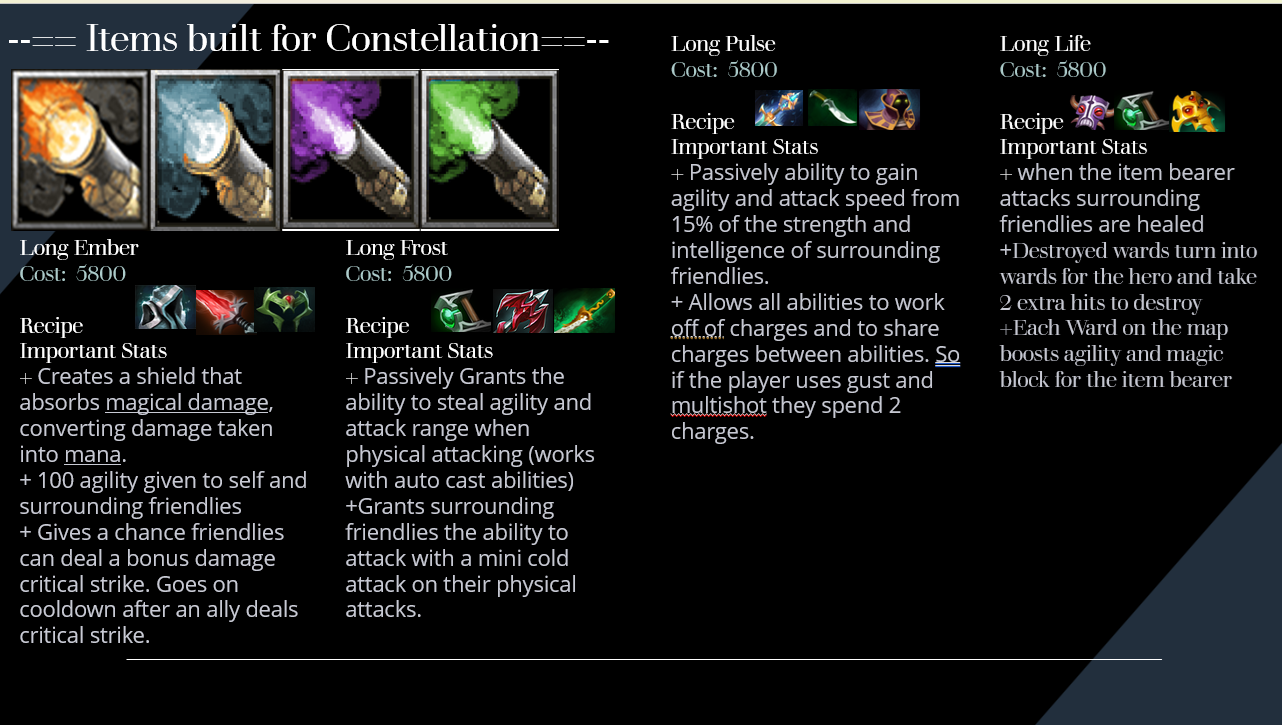 --== Items built for Constellation==--
Long Ember
Cost: 5800
Recipe
Important Stats
+ Creates a shield that
absorbs magical damage,
converting damage taken
into mana.
+ 100 agility given to self and
surrounding friendlies
+ Gives a chance friendlies
can deal a bonus damage
critical strike. Goes on
cooldown after an ally deals
critical strike.
Long Frost
Cost: 5800
Recipe
Important Stats
+ Passively Grants the
ability to steal agility and
attack range when
physical attacking (works
with auto cast abilities)
+Grants surrounding
friendlies the ability to
attack with a mini cold
attack on their physical
attacks.
Long Pulse
Cost: 5800
Recipe
Important Stats
+ Passively ability to gain
agility and attack speed from
15% of the strength and
intelligence of surrounding
friendlies.
+ Allows all abilities to work
off of charges and to share
charges between abilities. So
if the player uses gust and
multishot they spend 2
charges.
Long Life
Cost: 5800
Recipe
Important Stats
+ when the item bearer
attacks surrounding
friendlies are healed
+Destroyed wards turn into
wards for the hero and take
2 extra hits to destroy
+Each Ward on the map
boosts agility and magic
block for the item bearer